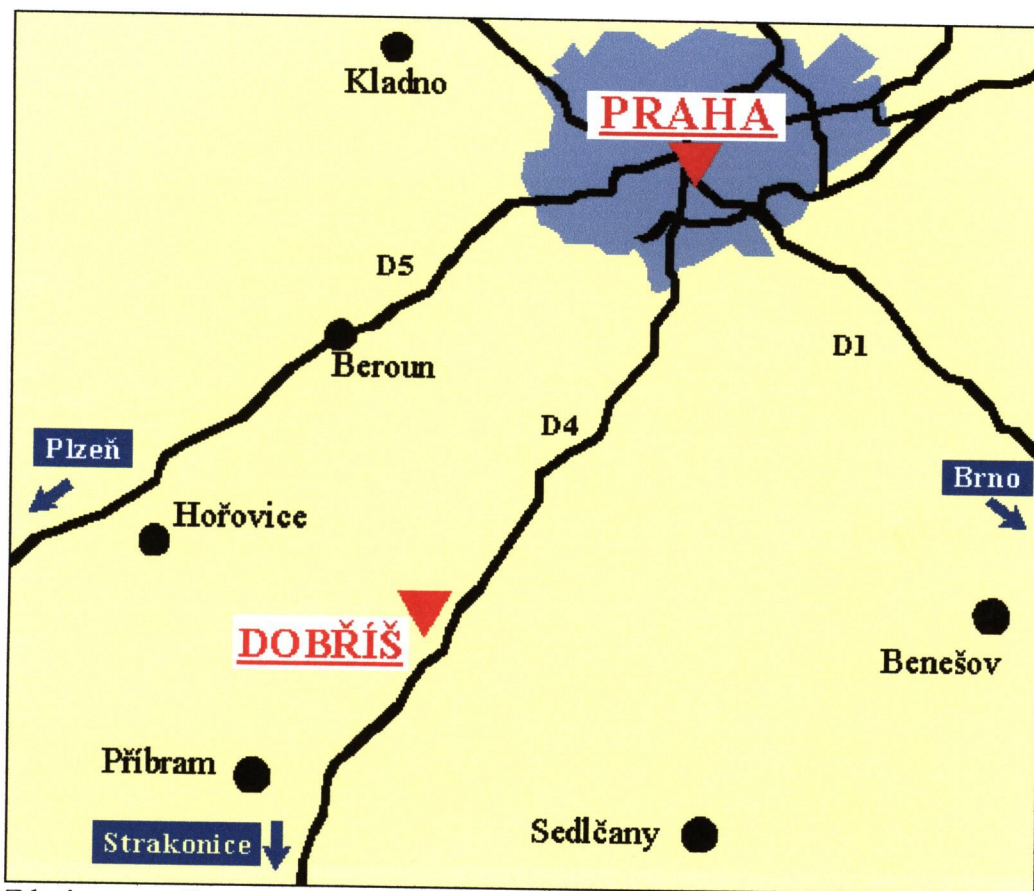 Kladno
PRAHA
D5
D1
Beroun
D4
Plzeň
Brno
Hořovice
DOBŘÍŠ
Benešov
Příbram
Sedlčany
Strakonice